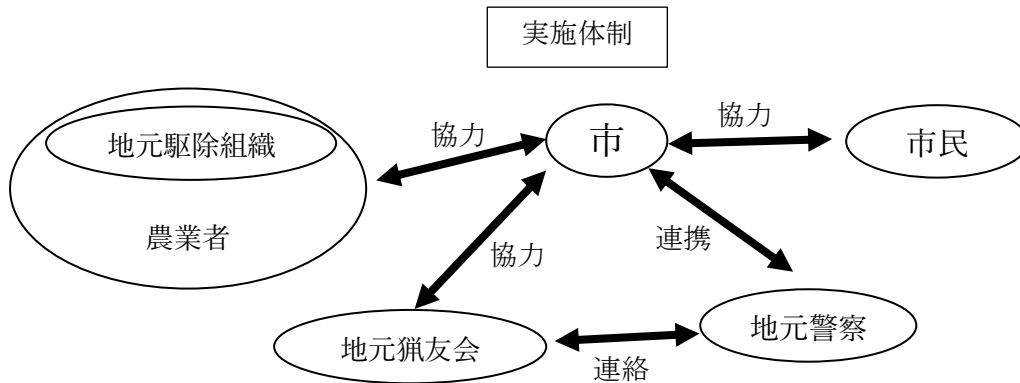 実施体制
地元駆除組織
農業者
協力
市
協力
市民
協力
連携
地元猟友会
連絡
地元警察